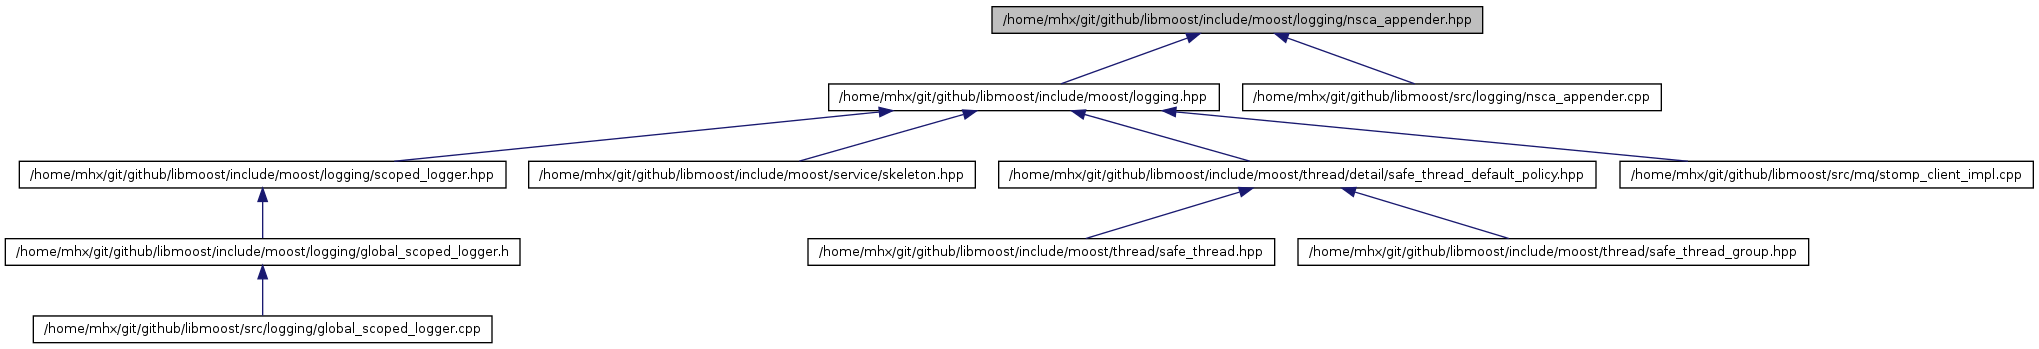 /home/mhx/git/github/libmoost/include/moost/logging/nsca_appender.hpp
/home/mhx/git/github/libmoost/include/moost/logging.hpp
/home/mhx/git/github/libmoost/src/logging/nsca_appender.cpp
/home/mhx/git/github/libmoost/include/moost/logging/scoped_logger.hpp
/home/mhx/git/github/libmoost/include/moost/service/skeleton.hpp
/home/mhx/git/github/libmoost/include/moost/thread/detail/safe_thread_default_policy.hpp
/home/mhx/git/github/libmoost/src/mq/stomp_client_impl.cpp
/home/mhx/git/github/libmoost/include/moost/logging/global_scoped_logger.h
/home/mhx/git/github/libmoost/include/moost/thread/safe_thread.hpp
/home/mhx/git/github/libmoost/include/moost/thread/safe_thread_group.hpp
/home/mhx/git/github/libmoost/src/logging/global_scoped_logger.cpp